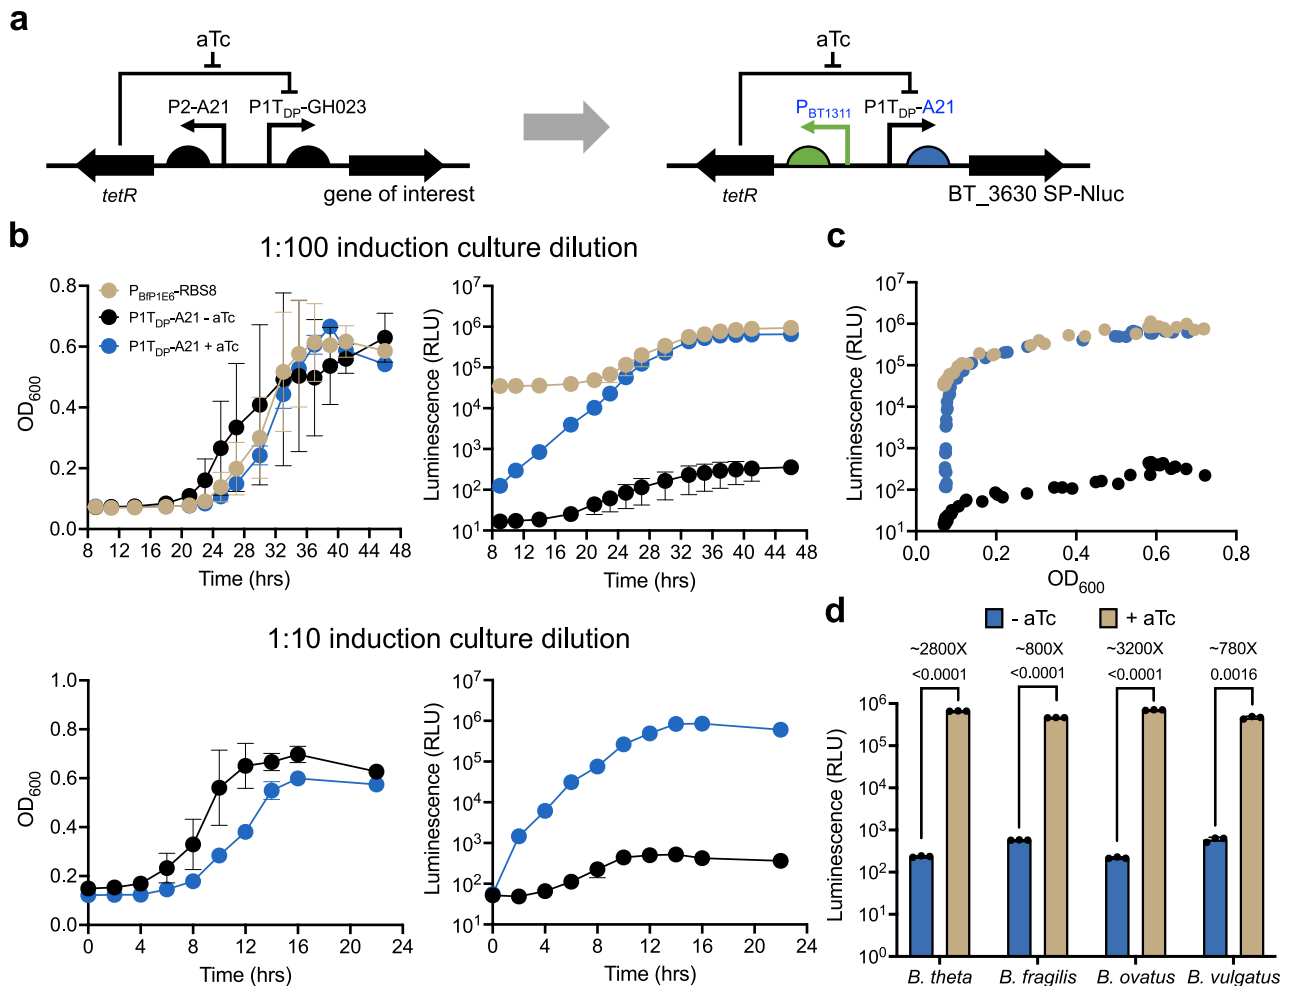 a
aTc
P2-A21
P1TDP-GH023
tetR
gene of interest
aTc
PBT1311
P1TDP-A21
tetR
BT_3630 SP-Nluc
b
1:100 induction culture dilution
OD600
0.8
0.6
0.4
0.2
0.0
PBfP1E6-RBS8
P1TDP-A21 - aTc
P1TDP-A21 + aTc
8 12 16 20 24 28 32 36 40 44 48
Time (hrs)
Luminescence (RLU)
10^7
10^6
10^5
10^4
10^3
10^2
10^1
8 12 16 20 24 28 32 36 40 44 48
Time (hrs)
c
Luminescence (RLU)
10^7
10^6
10^5
10^4
10^3
10^2
10^1
0.0 0.2 0.4 0.6 0.8
OD600
1:10 induction culture dilution
OD600
1.0
0.8
0.6
0.4
0.2
0.0
0 4 8 12 16 20 24
Time (hrs)
Luminescence (RLU)
10^7
10^6
10^5
10^4
10^3
10^2
10^1
0 4 8 12 16 20 24
Time (hrs)
d
- aTc
+ aTc
~2800X ~800X ~3200X ~780X
<0.0001 <0.0001 <0.0001 0.0016
Luminescence (RLU)
10^6
10^5
10^4
10^3
10^2
10^1
10^0
B. theta B. fragilis B. ovatus B. vulgatus